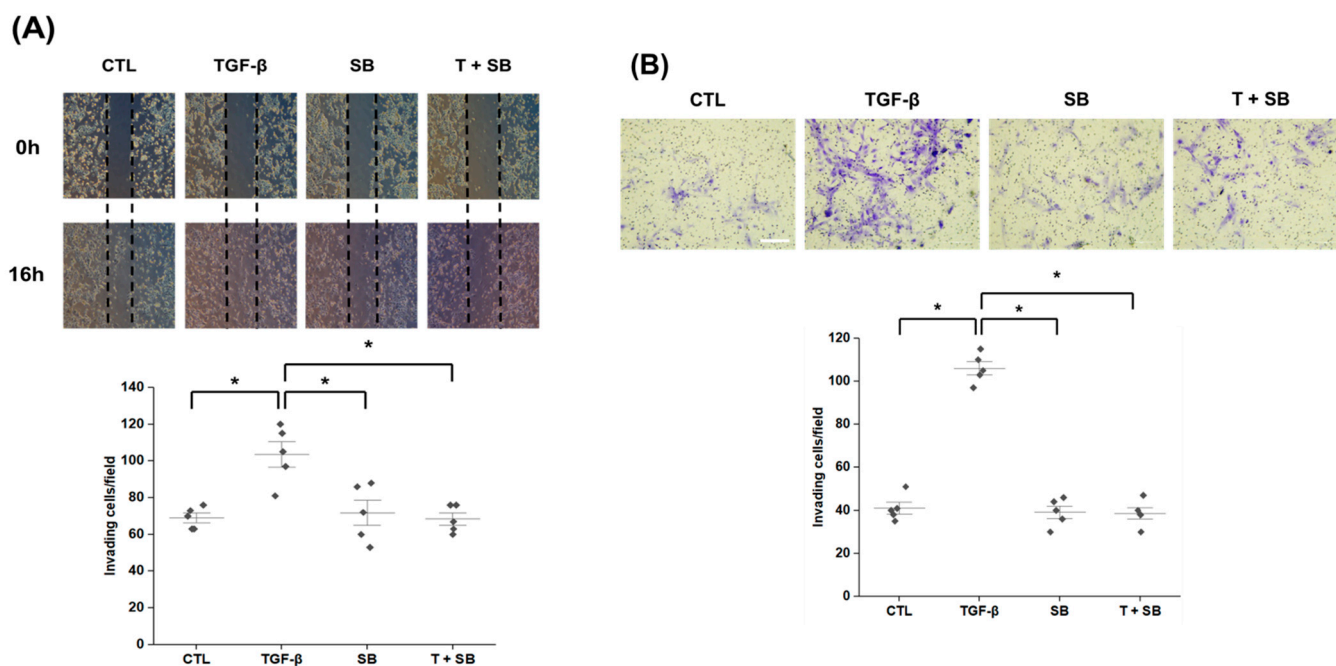 (A)
CTL TGF-β SB T + SB
0h
16h
*
* *
140
120
100
80
60
40
20
0
Invading cells/field
CTL TGF-β SB T + SB
(B)
CTL TGF-β SB T + SB
*
* *
120
100
80
60
40
20
0
Invading cells/field
CTL TGF-β SB T + SB